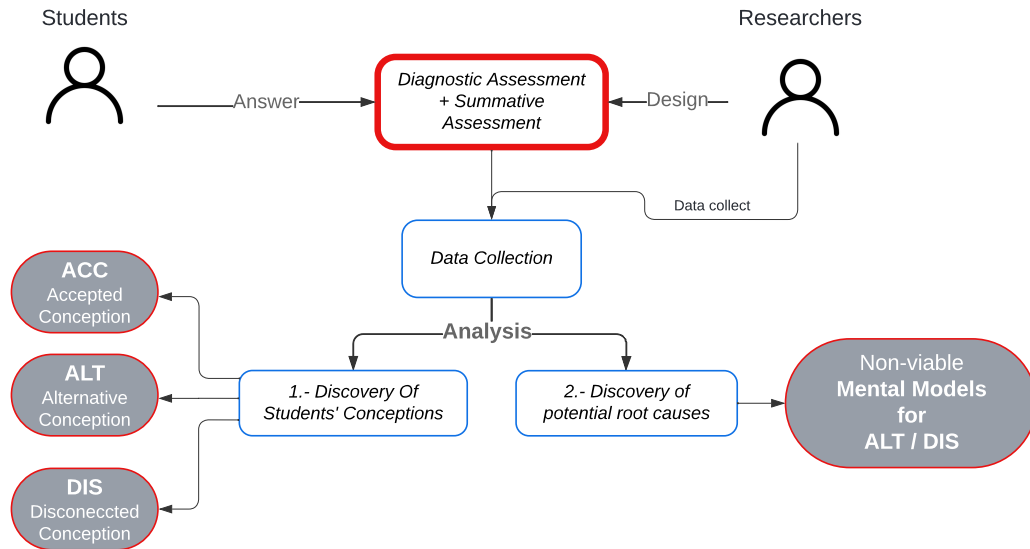 Students
Researchers
Diagnostic Assessment
+ Summative
Assessment
Answer
Design
Data collect
Data Collection
Analysis
ACC
Accepted
Conception
ALT
Alternative
Conception
DIS
Disoneccted
Conception
1.- Discovery Of
Students' Conceptions
2.- Discovery of
potential root causes
Non-viable
Mental Models
for
ALT / DIS